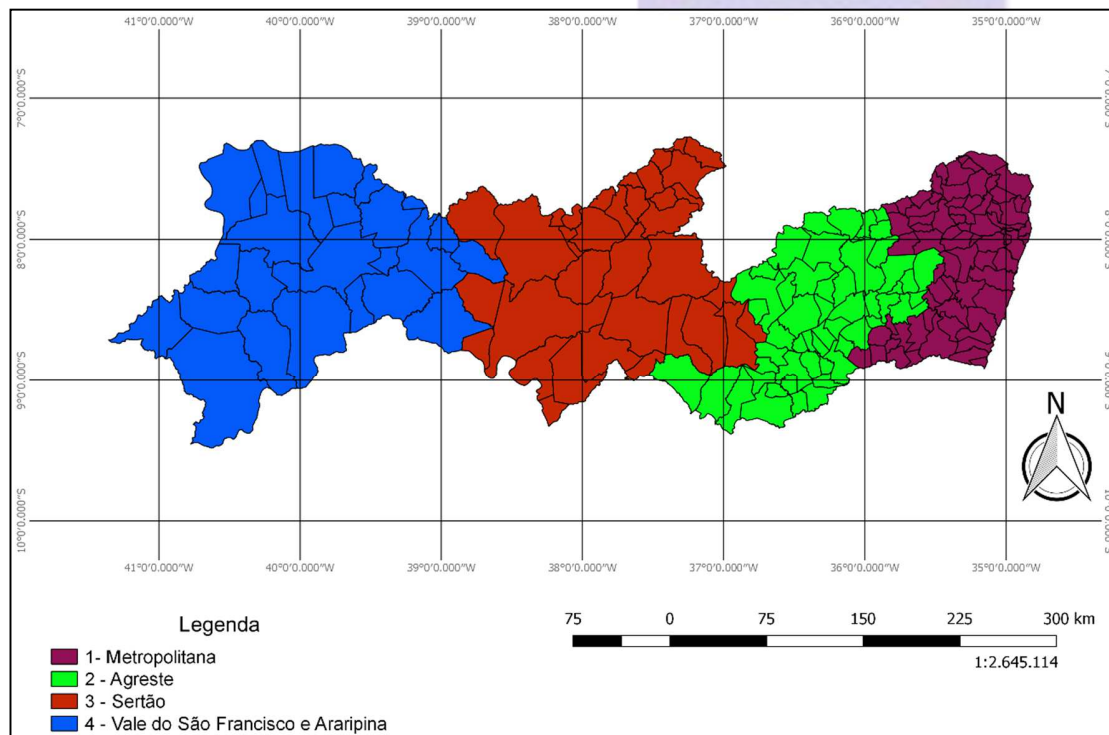 41°0'0.000"W 40°0'0.000"W 39°0'0.000"W 38°0'0.000"W 37°0'0.000"W 36°0'0.000"W 35°0'0.000"W
7°0'0.000"S
8°0'0.000"S
9°0'0.000"S
10°0'0.000"S
N
41°0'0.000"W 40°0'0.000"W 39°0'0.000"W 38°0'0.000"W 37°0'0.000"W 36°0'0.000"W 35°0'0.000"W
Legenda
1- Metropolitana
2 - Agreste
3 - Sertão
4 - Vale do São Francisco e Araripina
75 0 75 150 225 300 km
1:2.645.114